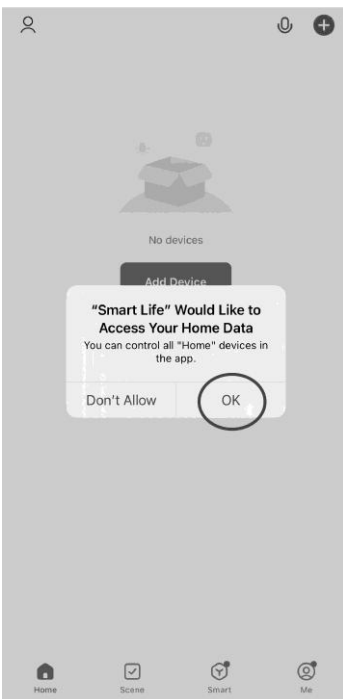 No devices
Add Device
“Smart Life” Would Like to
Access Your Home Data
You can control all "Home" devices in
the app.
Don't Allow
OK
Home
Scene
Smart
Me